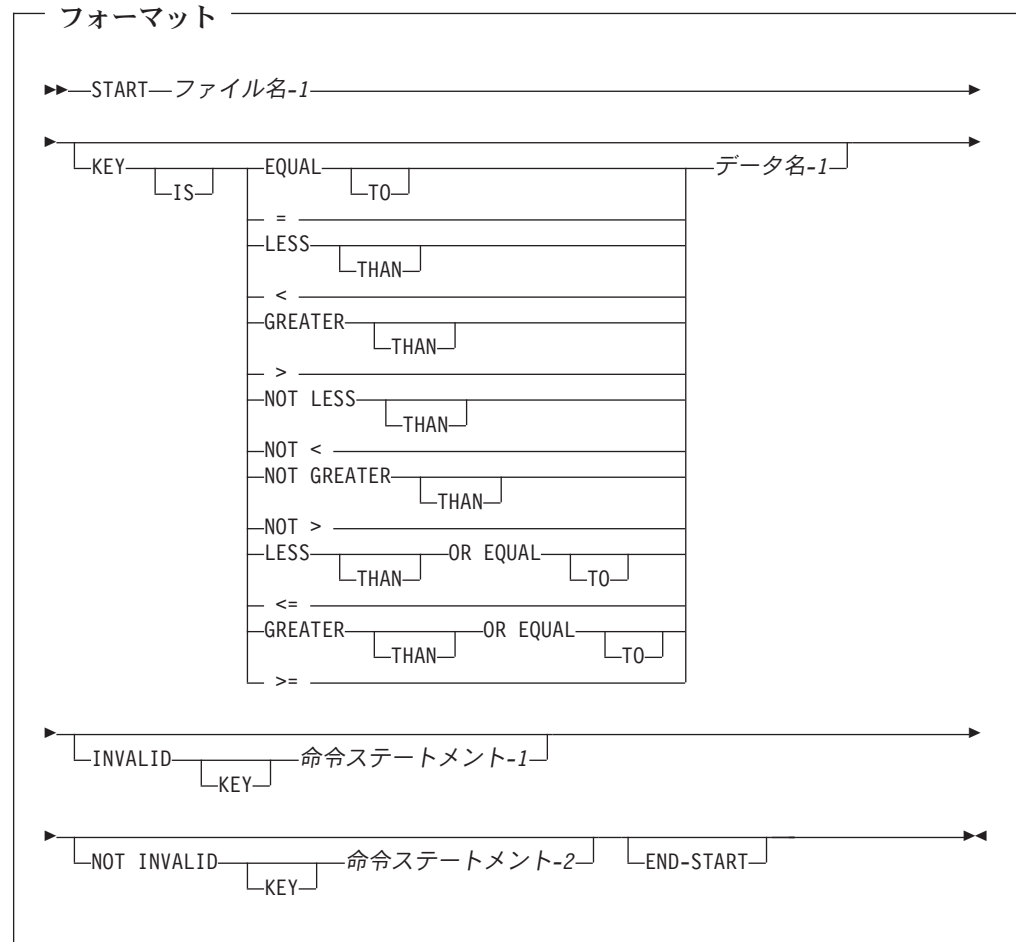 フォーマット
START ファイル名-1
KEY IS EQUAL TO データ名-1
=
LESS THAN
<
GREATER THAN
>
NOT LESS THAN
NOT <
NOT GREATER THAN
NOT >
LESS THAN OR EQUAL TO
<=
GREATER THAN OR EQUAL TO
>=
INVALID KEY 命令ステートメント-1
NOT INVALID KEY 命令ステートメント-2 END-START